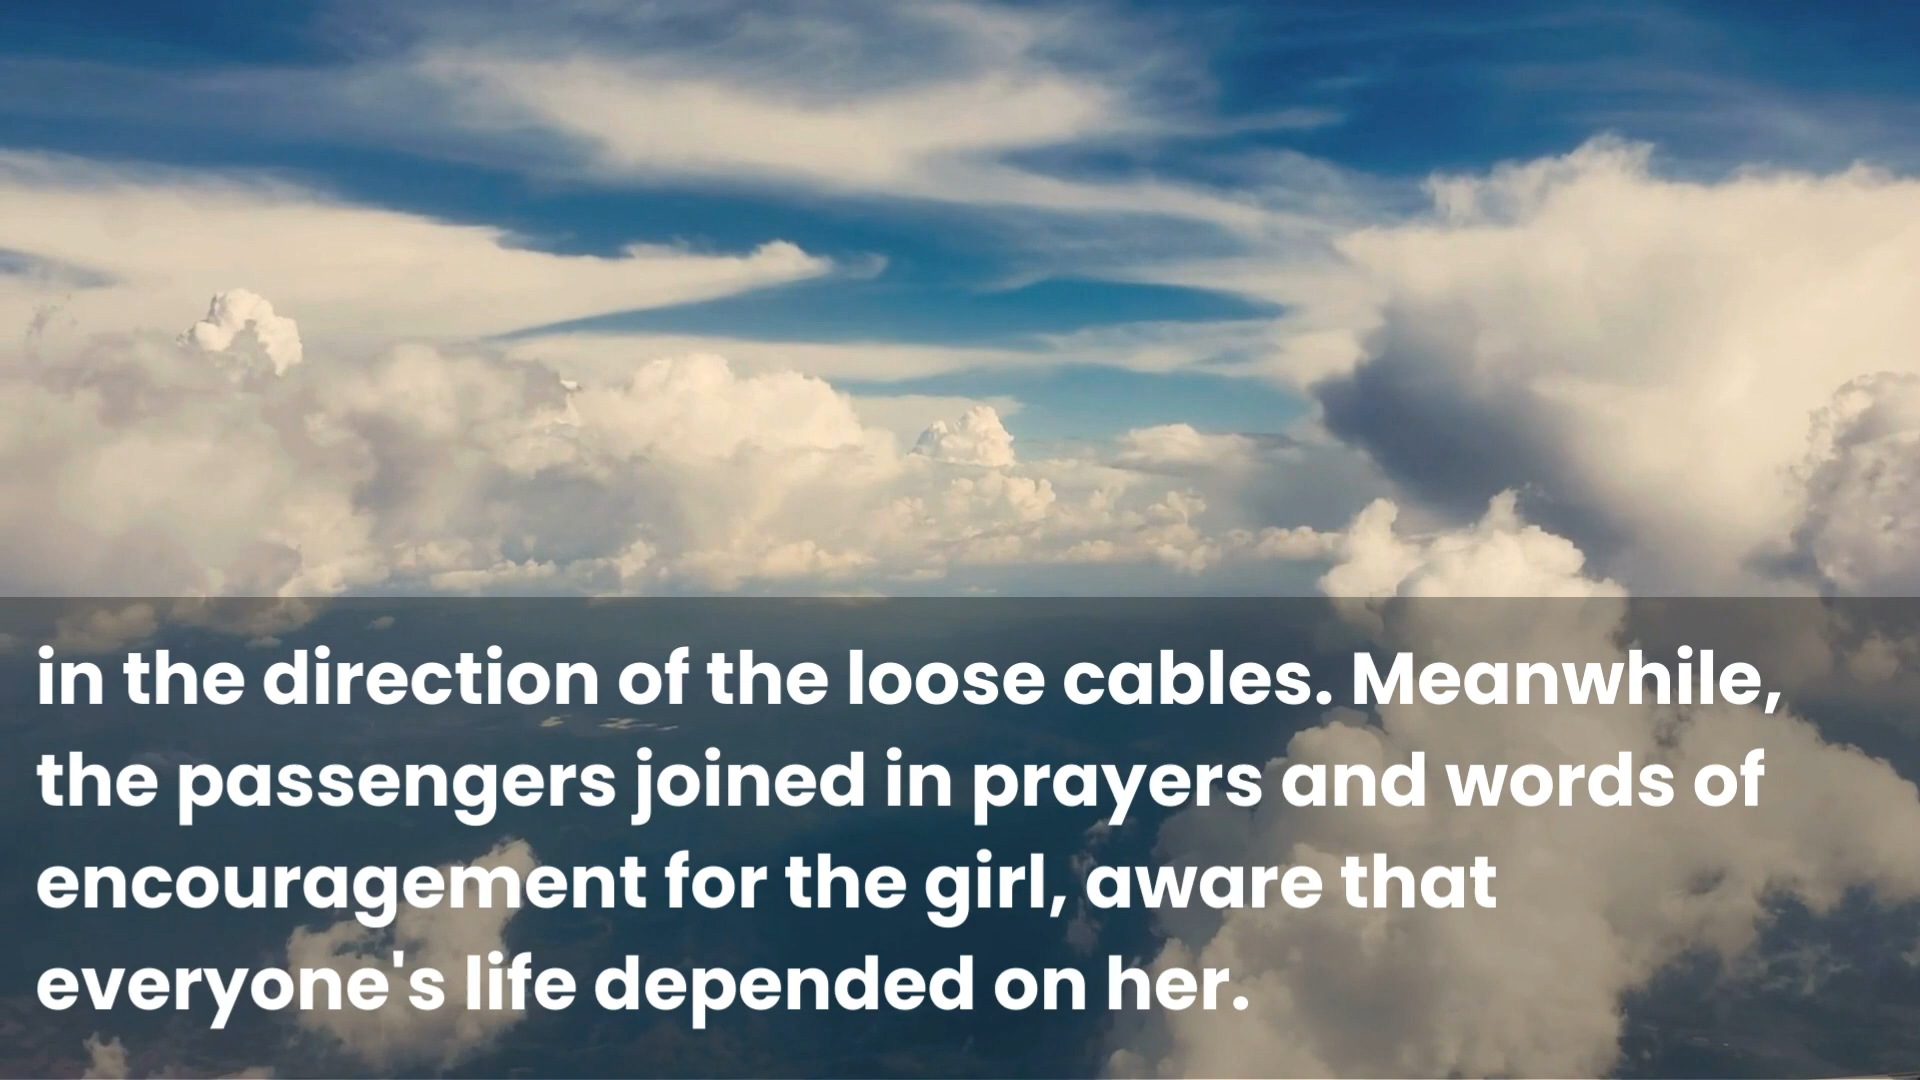 in the direction of the loose cables. Meanwhile,
the passengers joined in prayers and words of
encouragement for the girl, aware that
everyone's life depended on her.